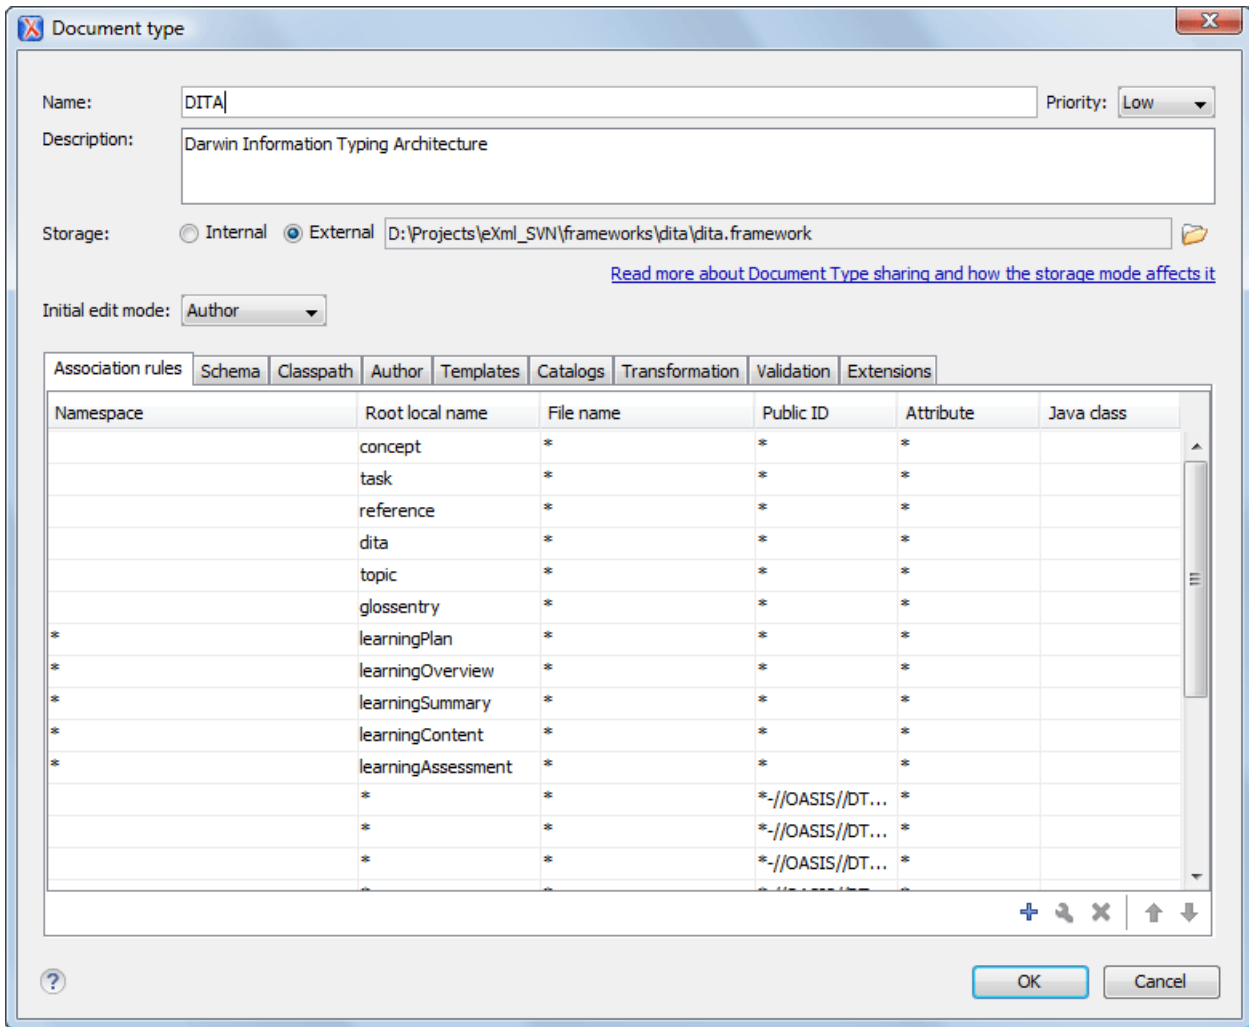 Document type
Name: DITA Priority: Low
Description: Darwin Information Typing Architecture
Storage: Internal External D:\Projects\eXml_SVN\frameworks\dita\dita.framework
Read more about Document Type sharing and how the storage mode affects it
Initial edit mode: Author
Association rules Schema Classpath Author Templates Catalogs Transformation Validation Extensions
Namespace Root local name File name Public ID Attribute Java class
concept * * *
task * * *
reference * * *
dita * * *
topic * * *
glossentry * * *
* learningPlan * * *
* learningOverview * * *
* learningSummary * * *
* learningContent * * *
* learningAssessment * * *
* * *-//OASIS//DT... *
* * *-//OASIS//DT... *
* * *-//OASIS//DT... *
OK Cancel